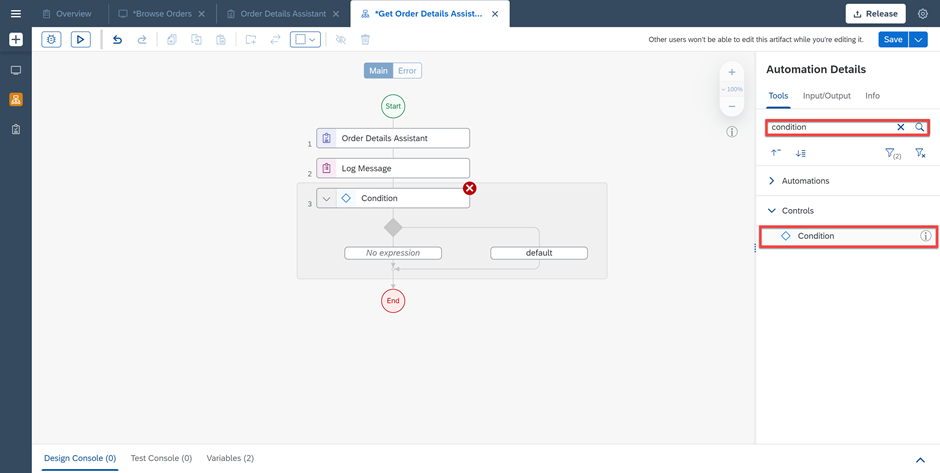 Overview
*Browse Orders
Order Details Assistant
*Get Order Details Assist...
Release
Other users won't be able to edit this artifact while you're editing it.
Save
Main
Error
Start
1
Order Details Assistant
2
Log Message
3
Condition
No expression
default
End
100%
Automation Details
Tools
Input/Output
Info
condition
(2)
Automations
Controls
Condition
Design Console (0)
Test Console (0)
Variables (2)